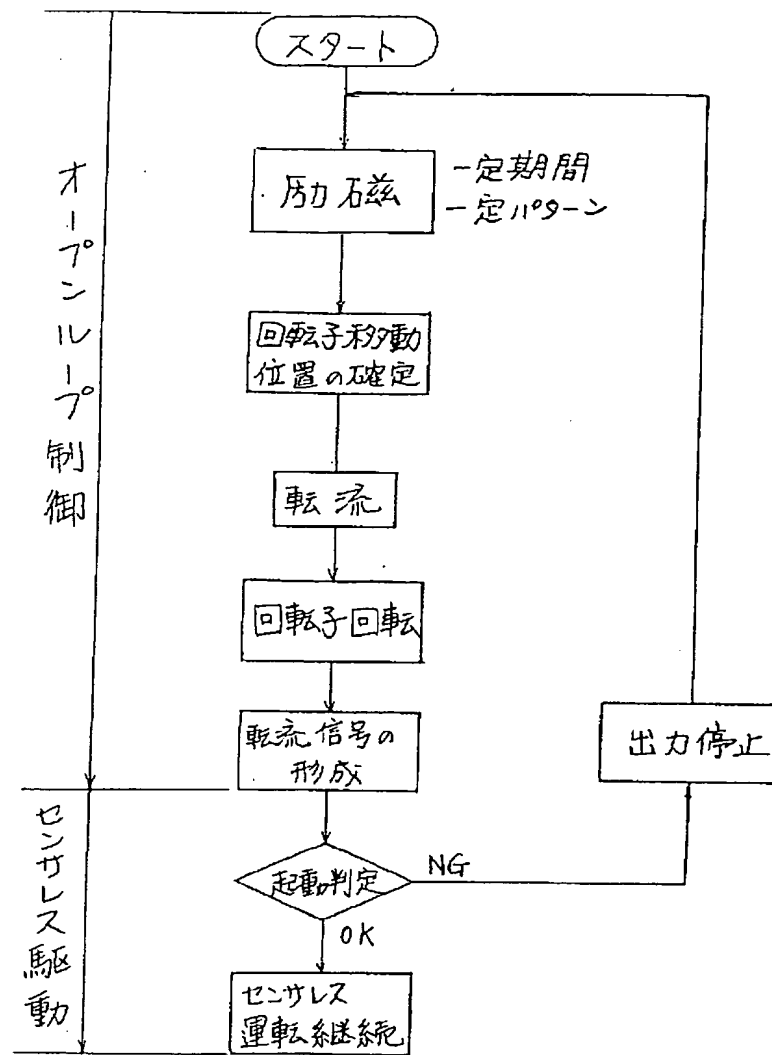 スタート
励磁
一定期間
一定パターン
回転子移動
位置の確定
転流
回転子回転
転流信号の
形成
出力停止
起動判定
NG
OK
センサレス
運転継続
オープンループ制御
センサレス駆動